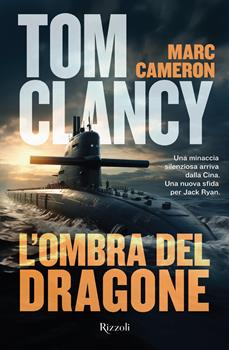 TOM
MARC
CAMERON
CLANCY
Una minaccia
silenziosa arriva
dalla Cina.
Una nuova sfida
per Jack Ryan.
L'OMBRA DEL
DRAGONE
Rizzoli